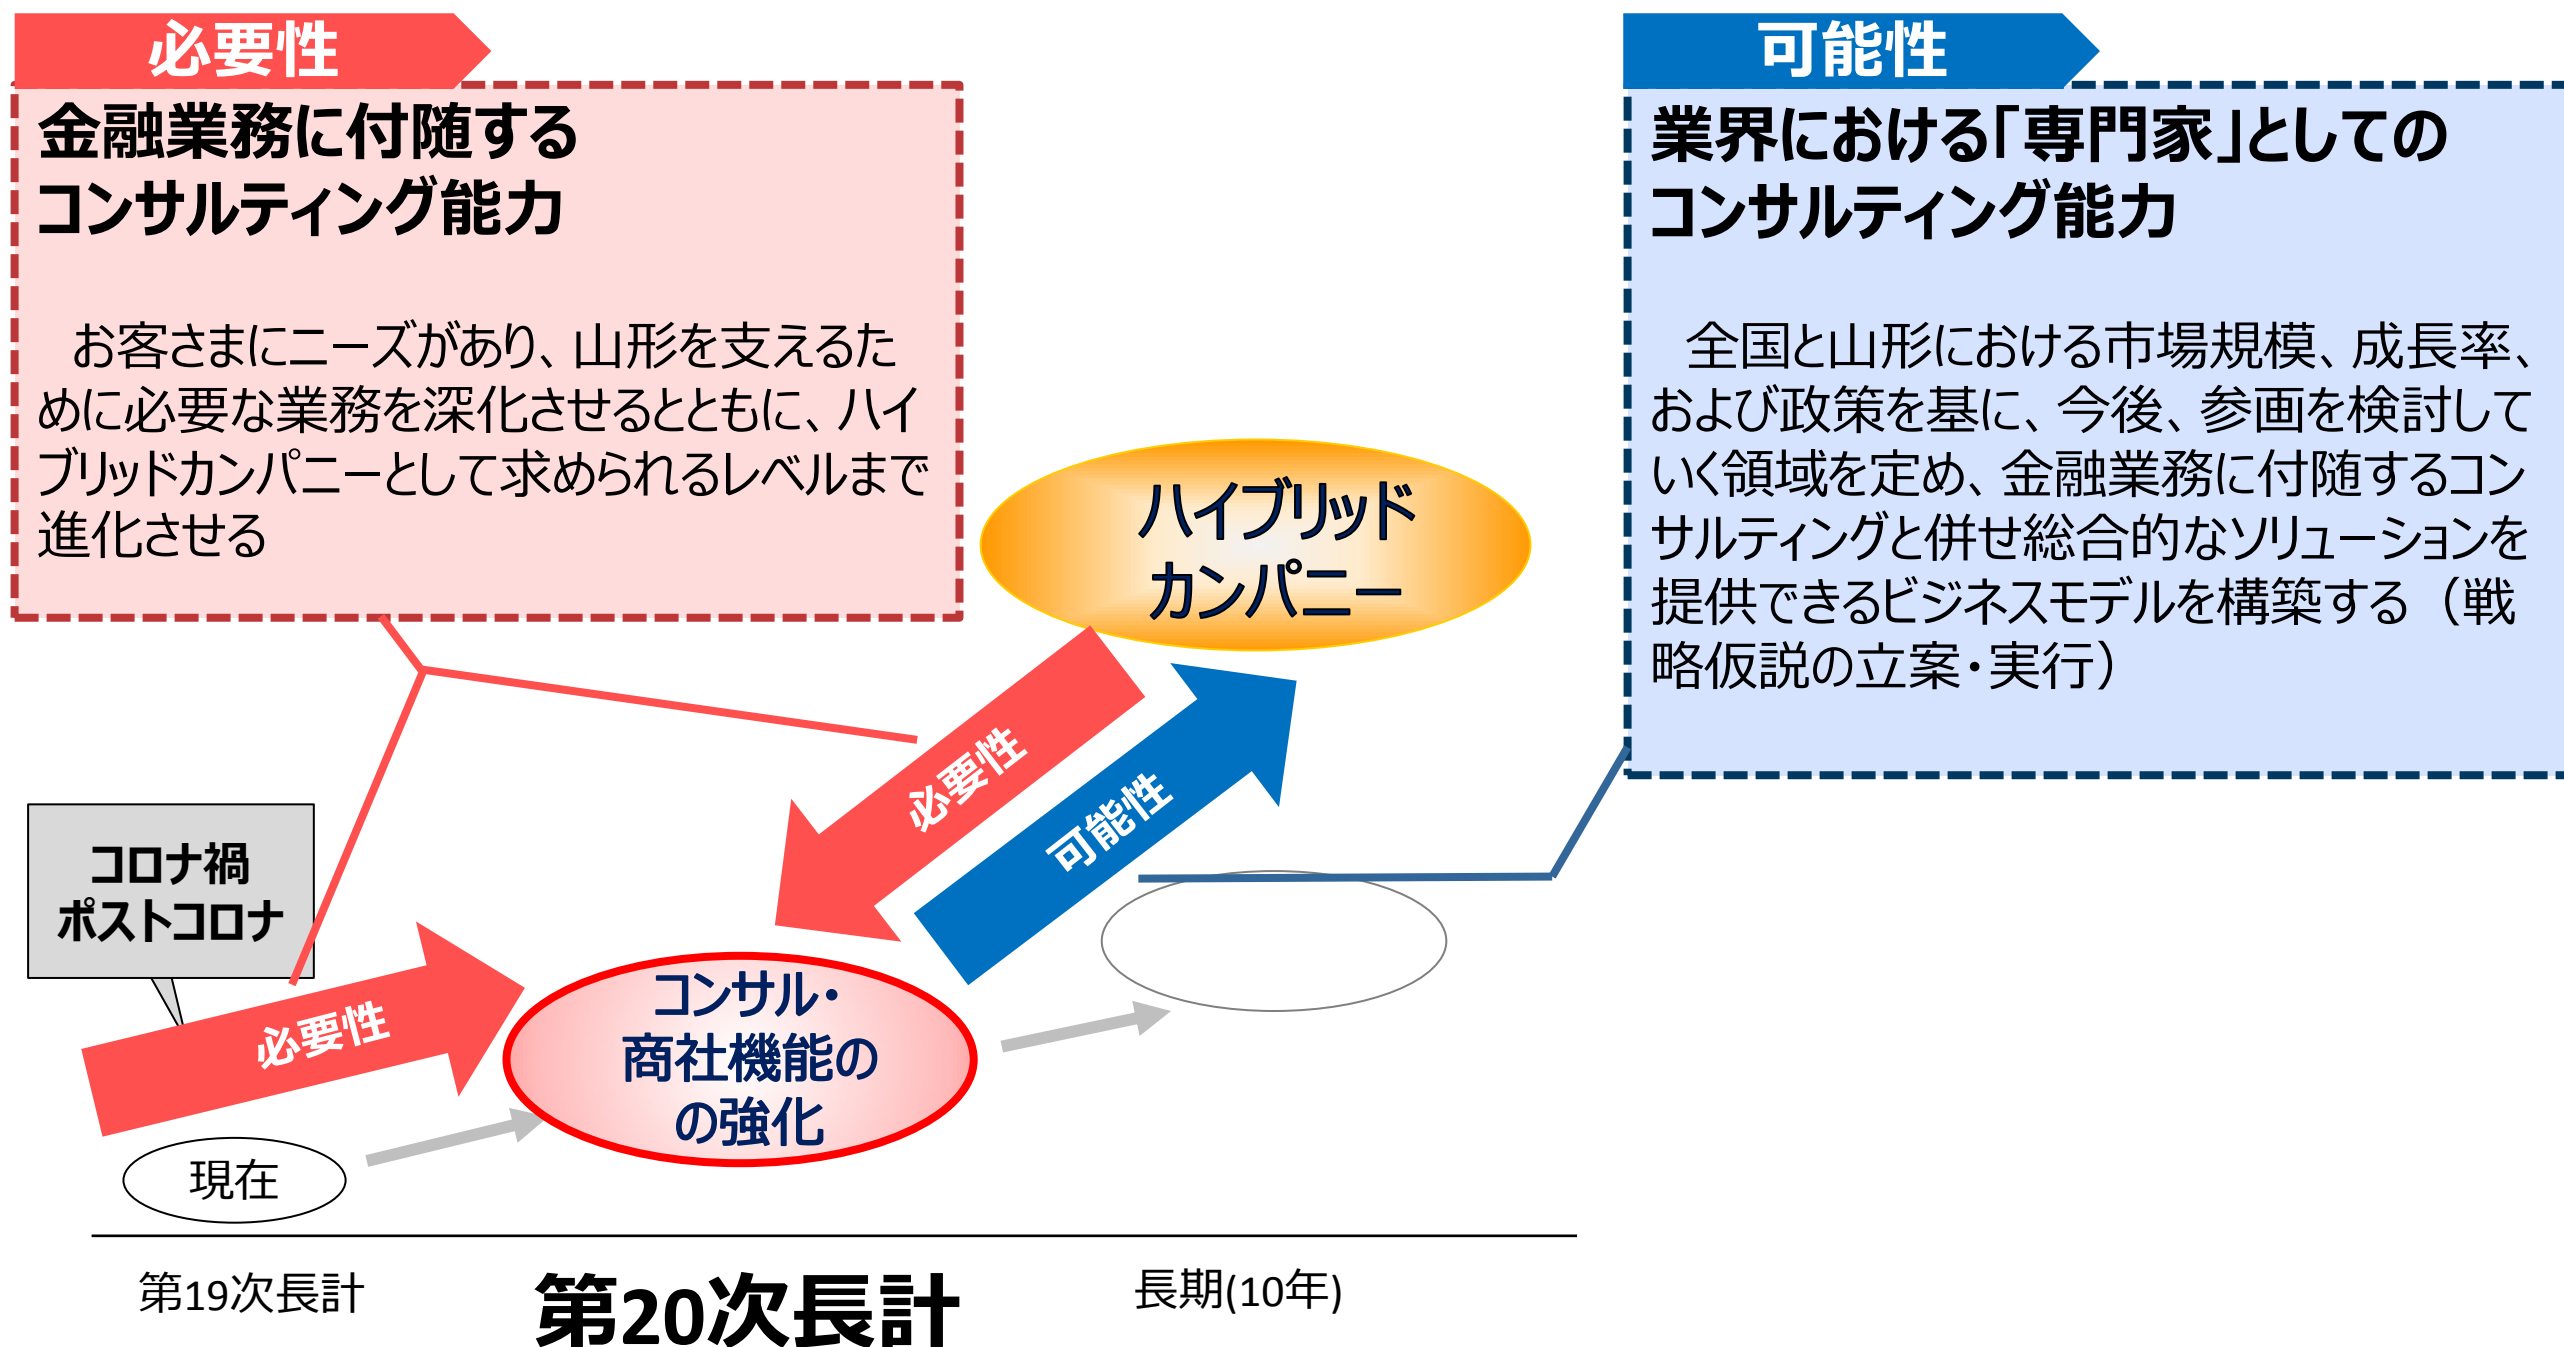 必要性
金融業務に付随する
コンサルティング能力
お客さまにニーズがあり、山形を支えるた
めに必要な業務を深化させるとともに、ハイ
ブリッドカンパニーとして求められるレベルまで
進化させる
可能性
業界における「専門家」としての
コンサルティング能力
全国と山形における市場規模、成長率、
および政策を基に、今後、参画を検討して
いく領域を定め、金融業務に付随するコン
サルティングと併せ総合的なソリューションを
提供できるビジネスモデルを構築する（戦
略仮説の立案・実行）
ハイブリッド
カンパニー
必要性
可能性
コロナ禍
ポストコロナ
必要性
コンサル・
商社機能の
の強化
現在
第19次長計
第20次長計
長期(10年)